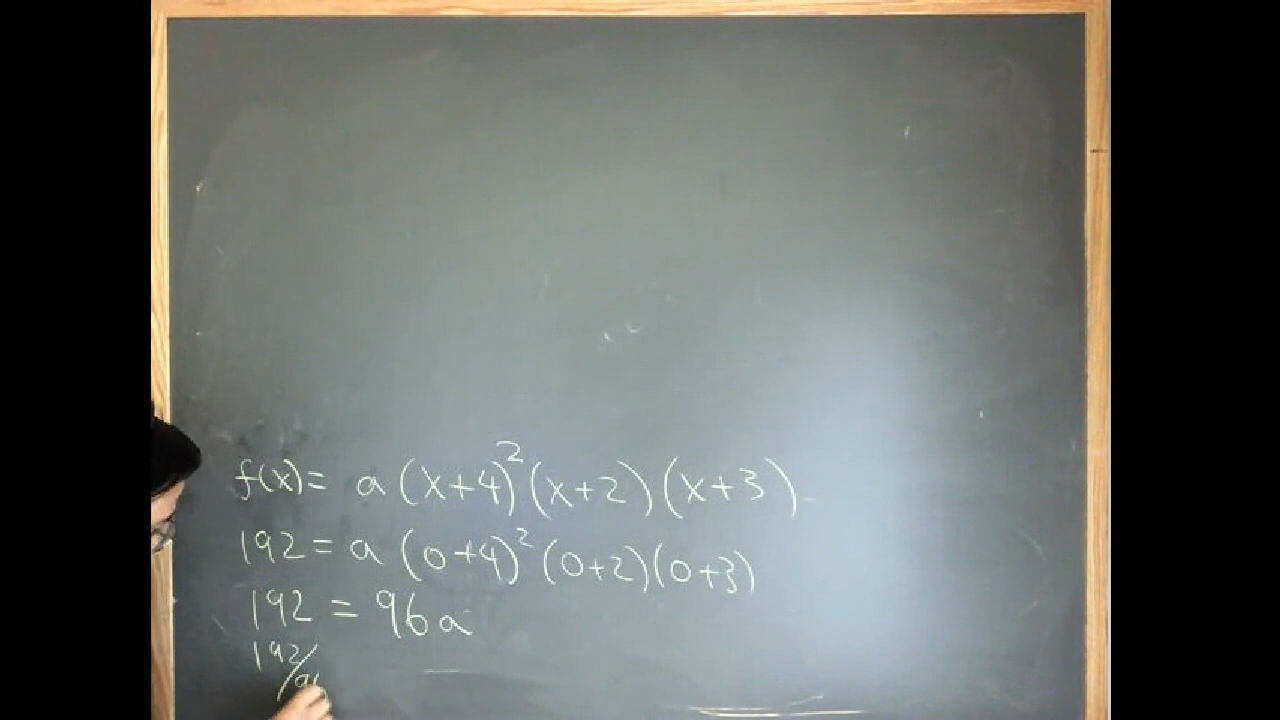 f(x) = a (x+4)² (x+2) (x+3)
192 = a (0+4)² (0+2)(0+3)
192 = 96a
192/